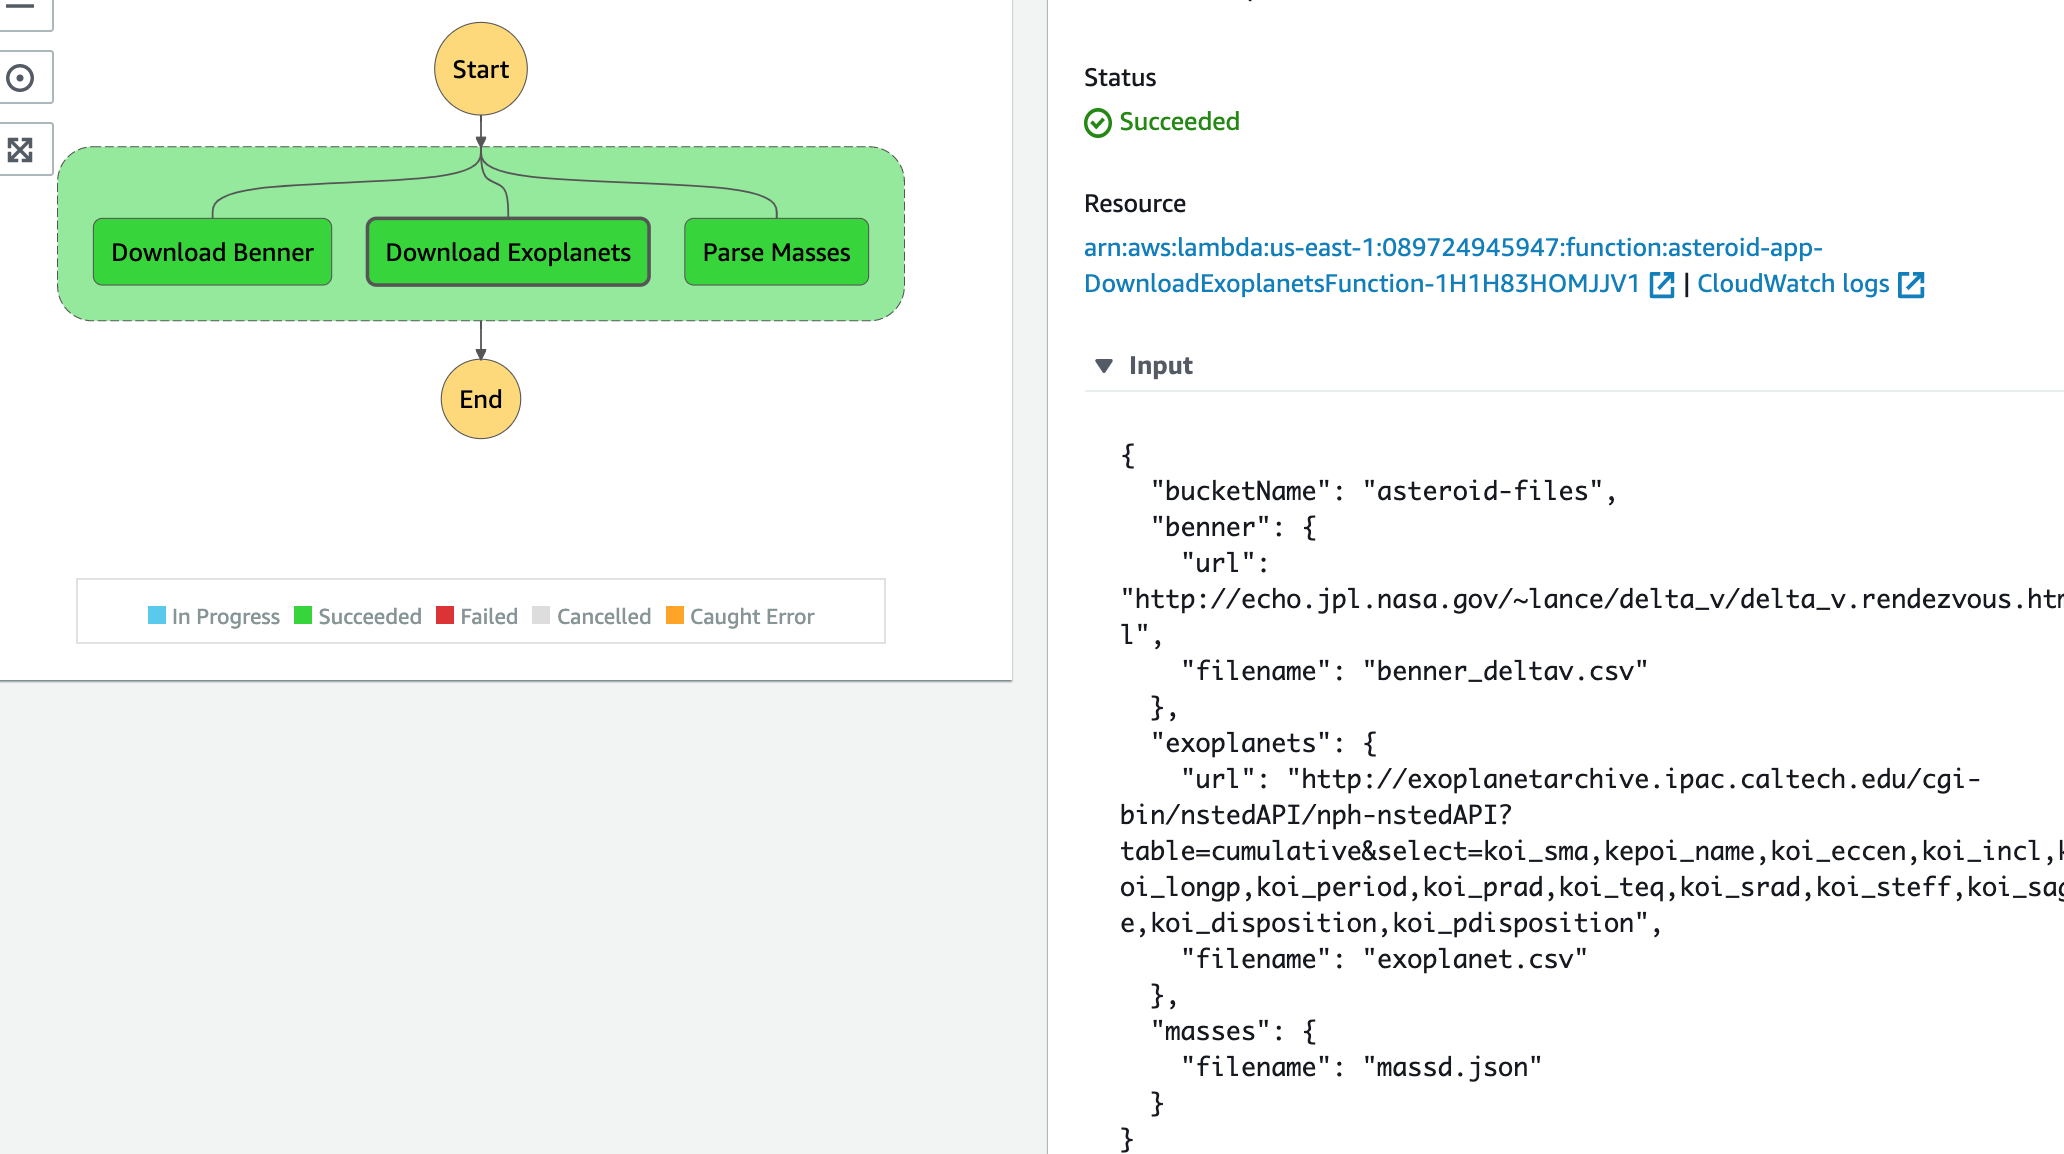 Start
Download Benner
Download Exoplanets
Parse Masses
End
In Progress
Succeeded
Failed
Cancelled
Caught Error
Status
Succeeded
Resource
arn:aws:lambda:us-east-1:089724945947:function:asteroid-app-
DownloadExoplanetsFunction-1H1H83HOMJJV1 | CloudWatch logs
Input
{
"bucketName": "asteroid-files",
"benner": {
"url":
"http://echo.jpl.nasa.gov/~lance/delta_v/delta_v.rendezvous.htm
l",
"filename": "benner_deltav.csv"
},
"exoplanets": {
"url": "http://exoplanetarchive.ipac.caltech.edu/cgi-
bin/nstedAPI/nph-nstedAPI?
table=cumulative&select=koi_sma,kepoi_name,koi_eccen,koi_incl,k
oi_longp,koi_period,koi_prad,koi_teq,koi_srad,koi_steff,koi_sag
e,koi_disposition,koi_pdisposition",
"filename": "exoplanet.csv"
},
"masses": {
"filename": "massd.json"
}
}